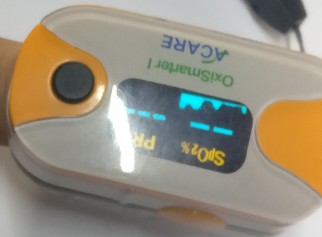 SpO₂% PR
-- ---
OxiSmarter I
ACARE